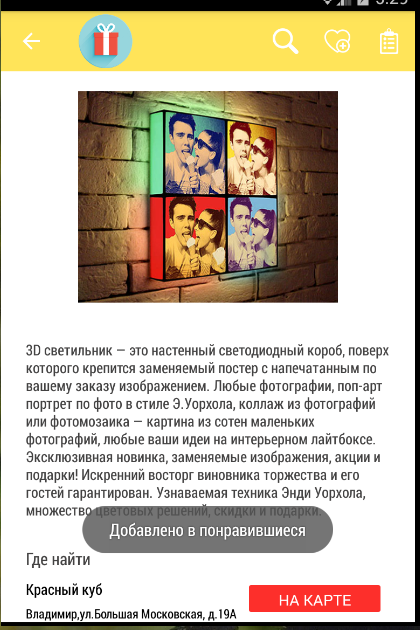 3D светильник — это настенный светодиодный короб, поверх
которого крепится заменяемый постер с напечатанным по
вашему заказу изображением. Любые фотографии, поп-арт
портрет по фото в стиле Э.Уорхола, коллаж из фотографий
или фотомозаика — картина из сотен маленьких
фотографий, любые ваши идеи на интерьерном лайтбоксе.
Эксклюзивная новинка, заменяемые изображения, акции и
подарки! Искренний восторг виновника торжества и его
гостей гарантирован. Узнаваемая техника Энди Уорхола,
множество цветовых решений, скидки и подарки
Добавлено в понравившиеся
Где найти
Красный куб
Владимир,ул.Большая Московская, д.19А
НА КАРТЕ